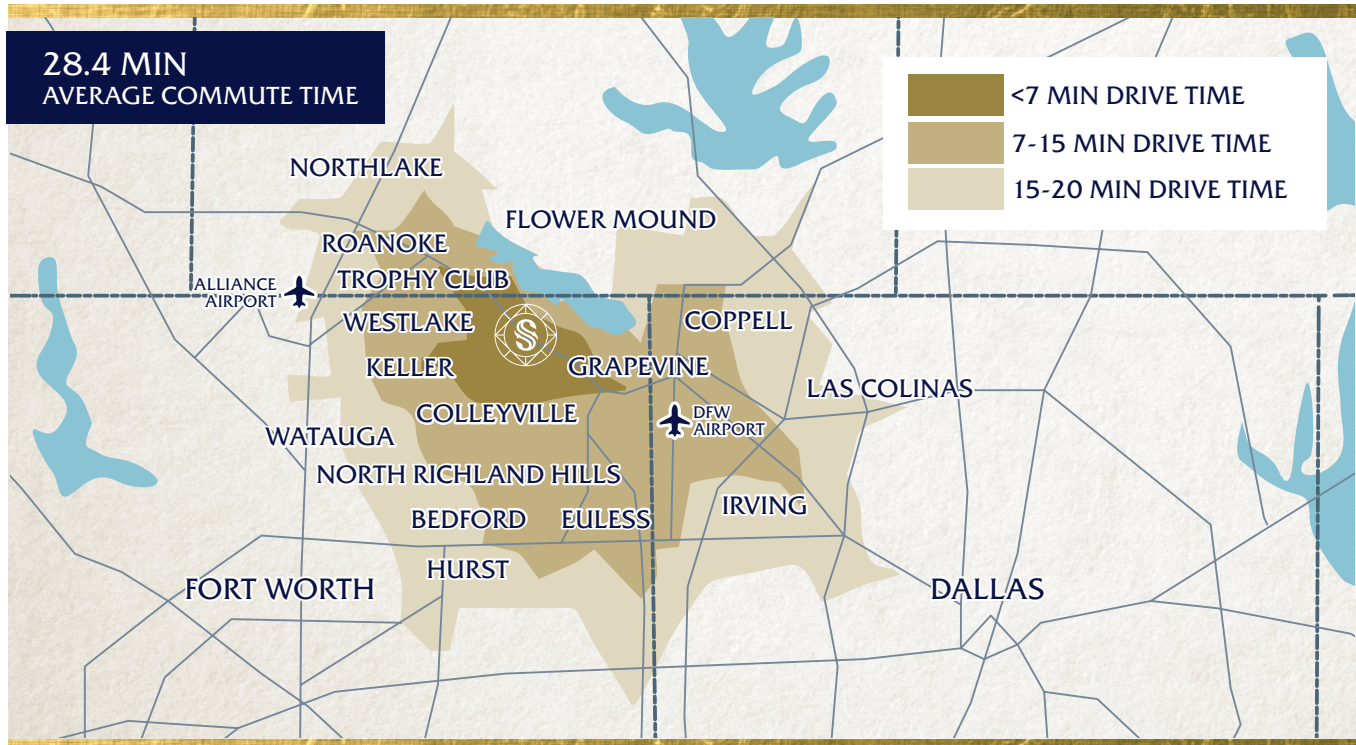 28.4 MIN
AVERAGE COMMUTE TIME
<7 MIN DRIVE TIME
7-15 MIN DRIVE TIME
15-20 MIN DRIVE TIME
NORTHLAKE
FLOWER MOUND
ROANOKE
TROPHY CLUB
ALLIANCE
AIRPORT
WESTLAKE
COPPELL
KELLER
GRAPEVINE
LAS COLINAS
COLLEYVILLE
DFW
AIRPORT
WATAUGA
NORTH RICHLAND HILLS
IRVING
BEDFORD
EULESS
HURST
FORT WORTH
DALLAS